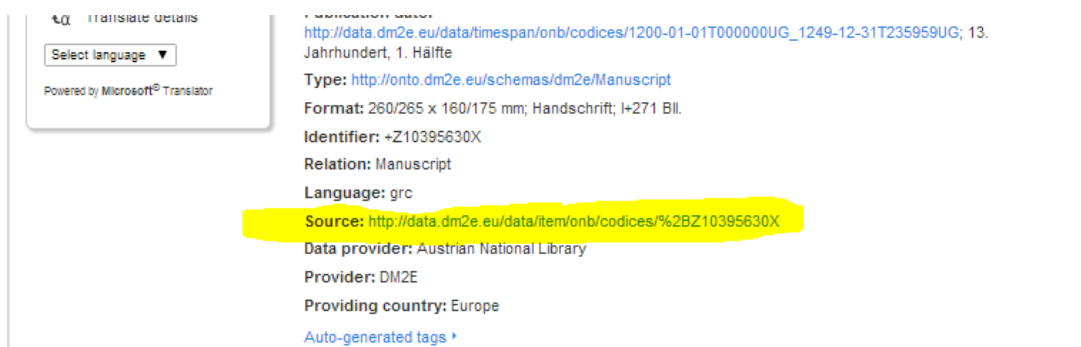 Translate details
Select language ▼
Powered by Microsoft® Translator
Publication date:
http://data.dm2e.eu/data/timespan/onb/codices/1200-01-01T000000UG_1249-12-31T235959UG; 13.
Jahrhundert, 1. Hälfte
Type: http://onto.dm2e.eu/schemas/dm2e/Manuscript
Format: 260/265 x 160/175 mm; Handschrift; I+271 Bll.
Identifier: +Z10395630X
Relation: Manuscript
Language: grc
Source: http://data.dm2e.eu/data/item/onb/codices/%2BZ10395630X
Data provider: Austrian National Library
Provider: DM2E
Providing country: Europe
Auto-generated tags